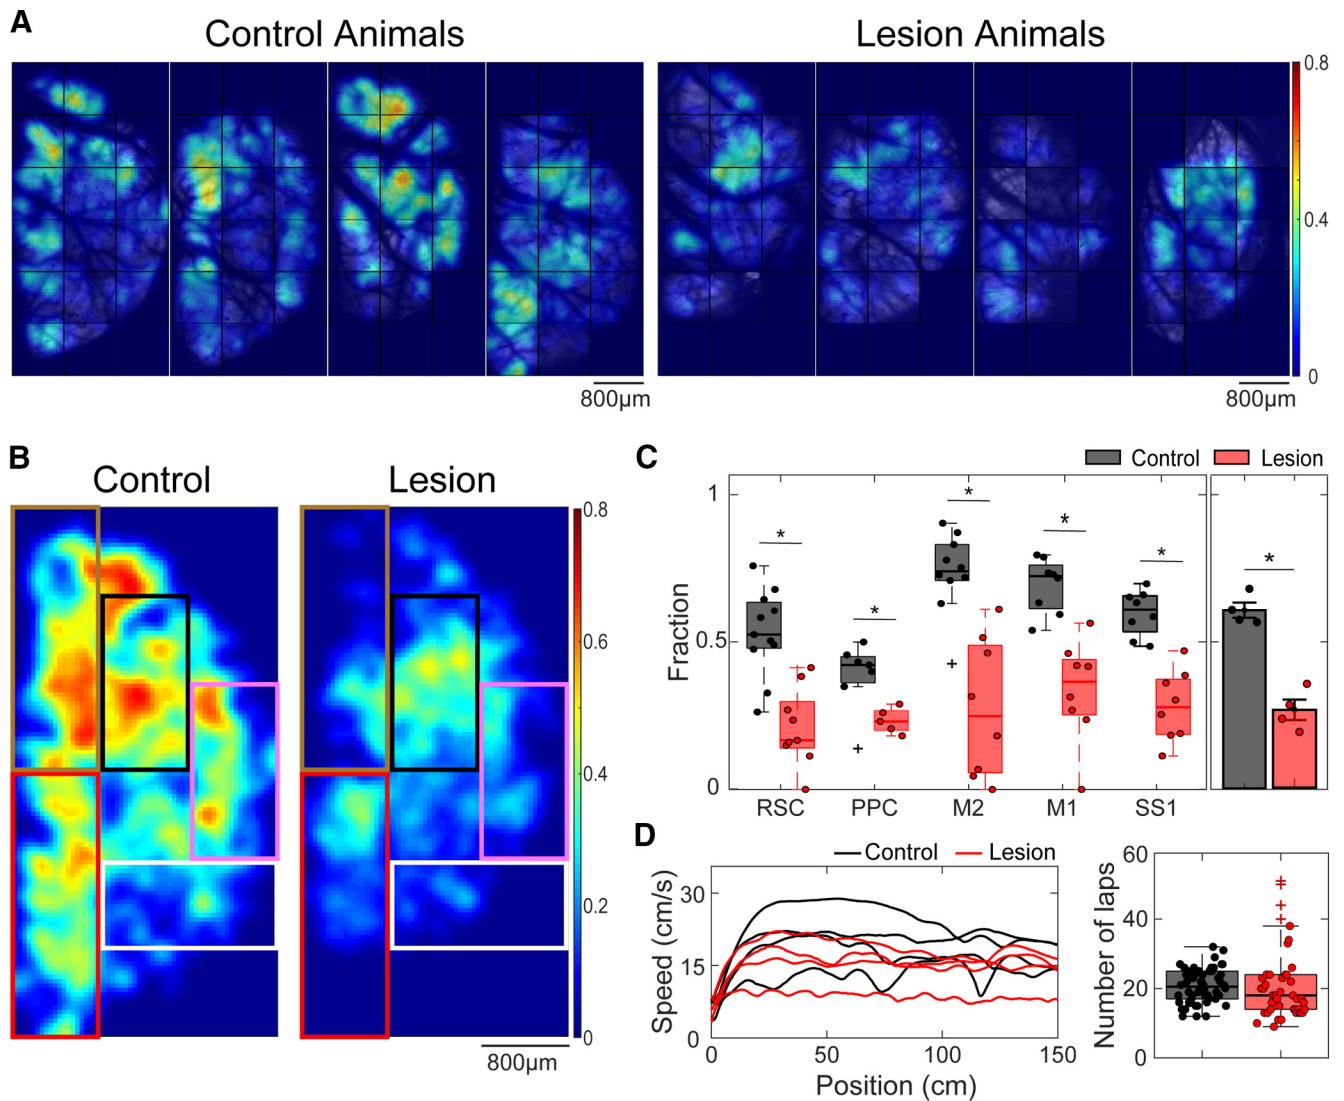 A
Control Animals
Lesion Animals
0.8
0.4
0
800µm
800µm
B
Control
Lesion
0.8
0.6
0.4
0.2
0
800µm
C
Control
Lesion
Fraction
1
0.5
0
*
*
*
*
*
*
RSC
PPC
M2
M1
SS1
D
Control
Lesion
Speed (cm/s)
30
15
0
0
50
100
150
Position (cm)
Number of laps
60
40
20
0